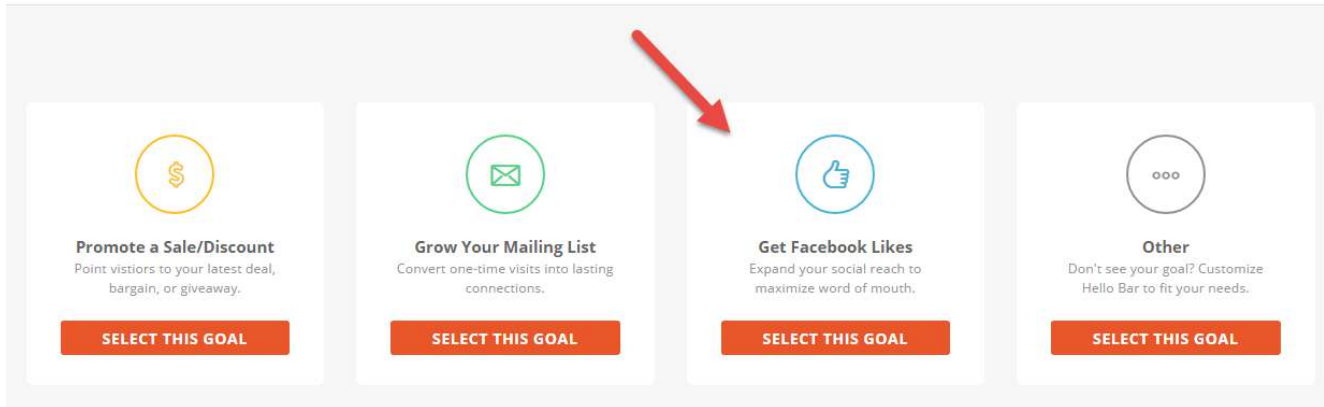 Promote a Sale/Discount
Point vistiors to your latest deal,
bargain, or giveaway.
SELECT THIS GOAL
Grow Your Mailing List
Convert one-time visits into lasting
connections.
SELECT THIS GOAL
Get Facebook Likes
Expand your social reach to
maximize word of mouth.
SELECT THIS GOAL
Other
Don't see your goal? Customize
Hello Bar to fit your needs.
SELECT THIS GOAL